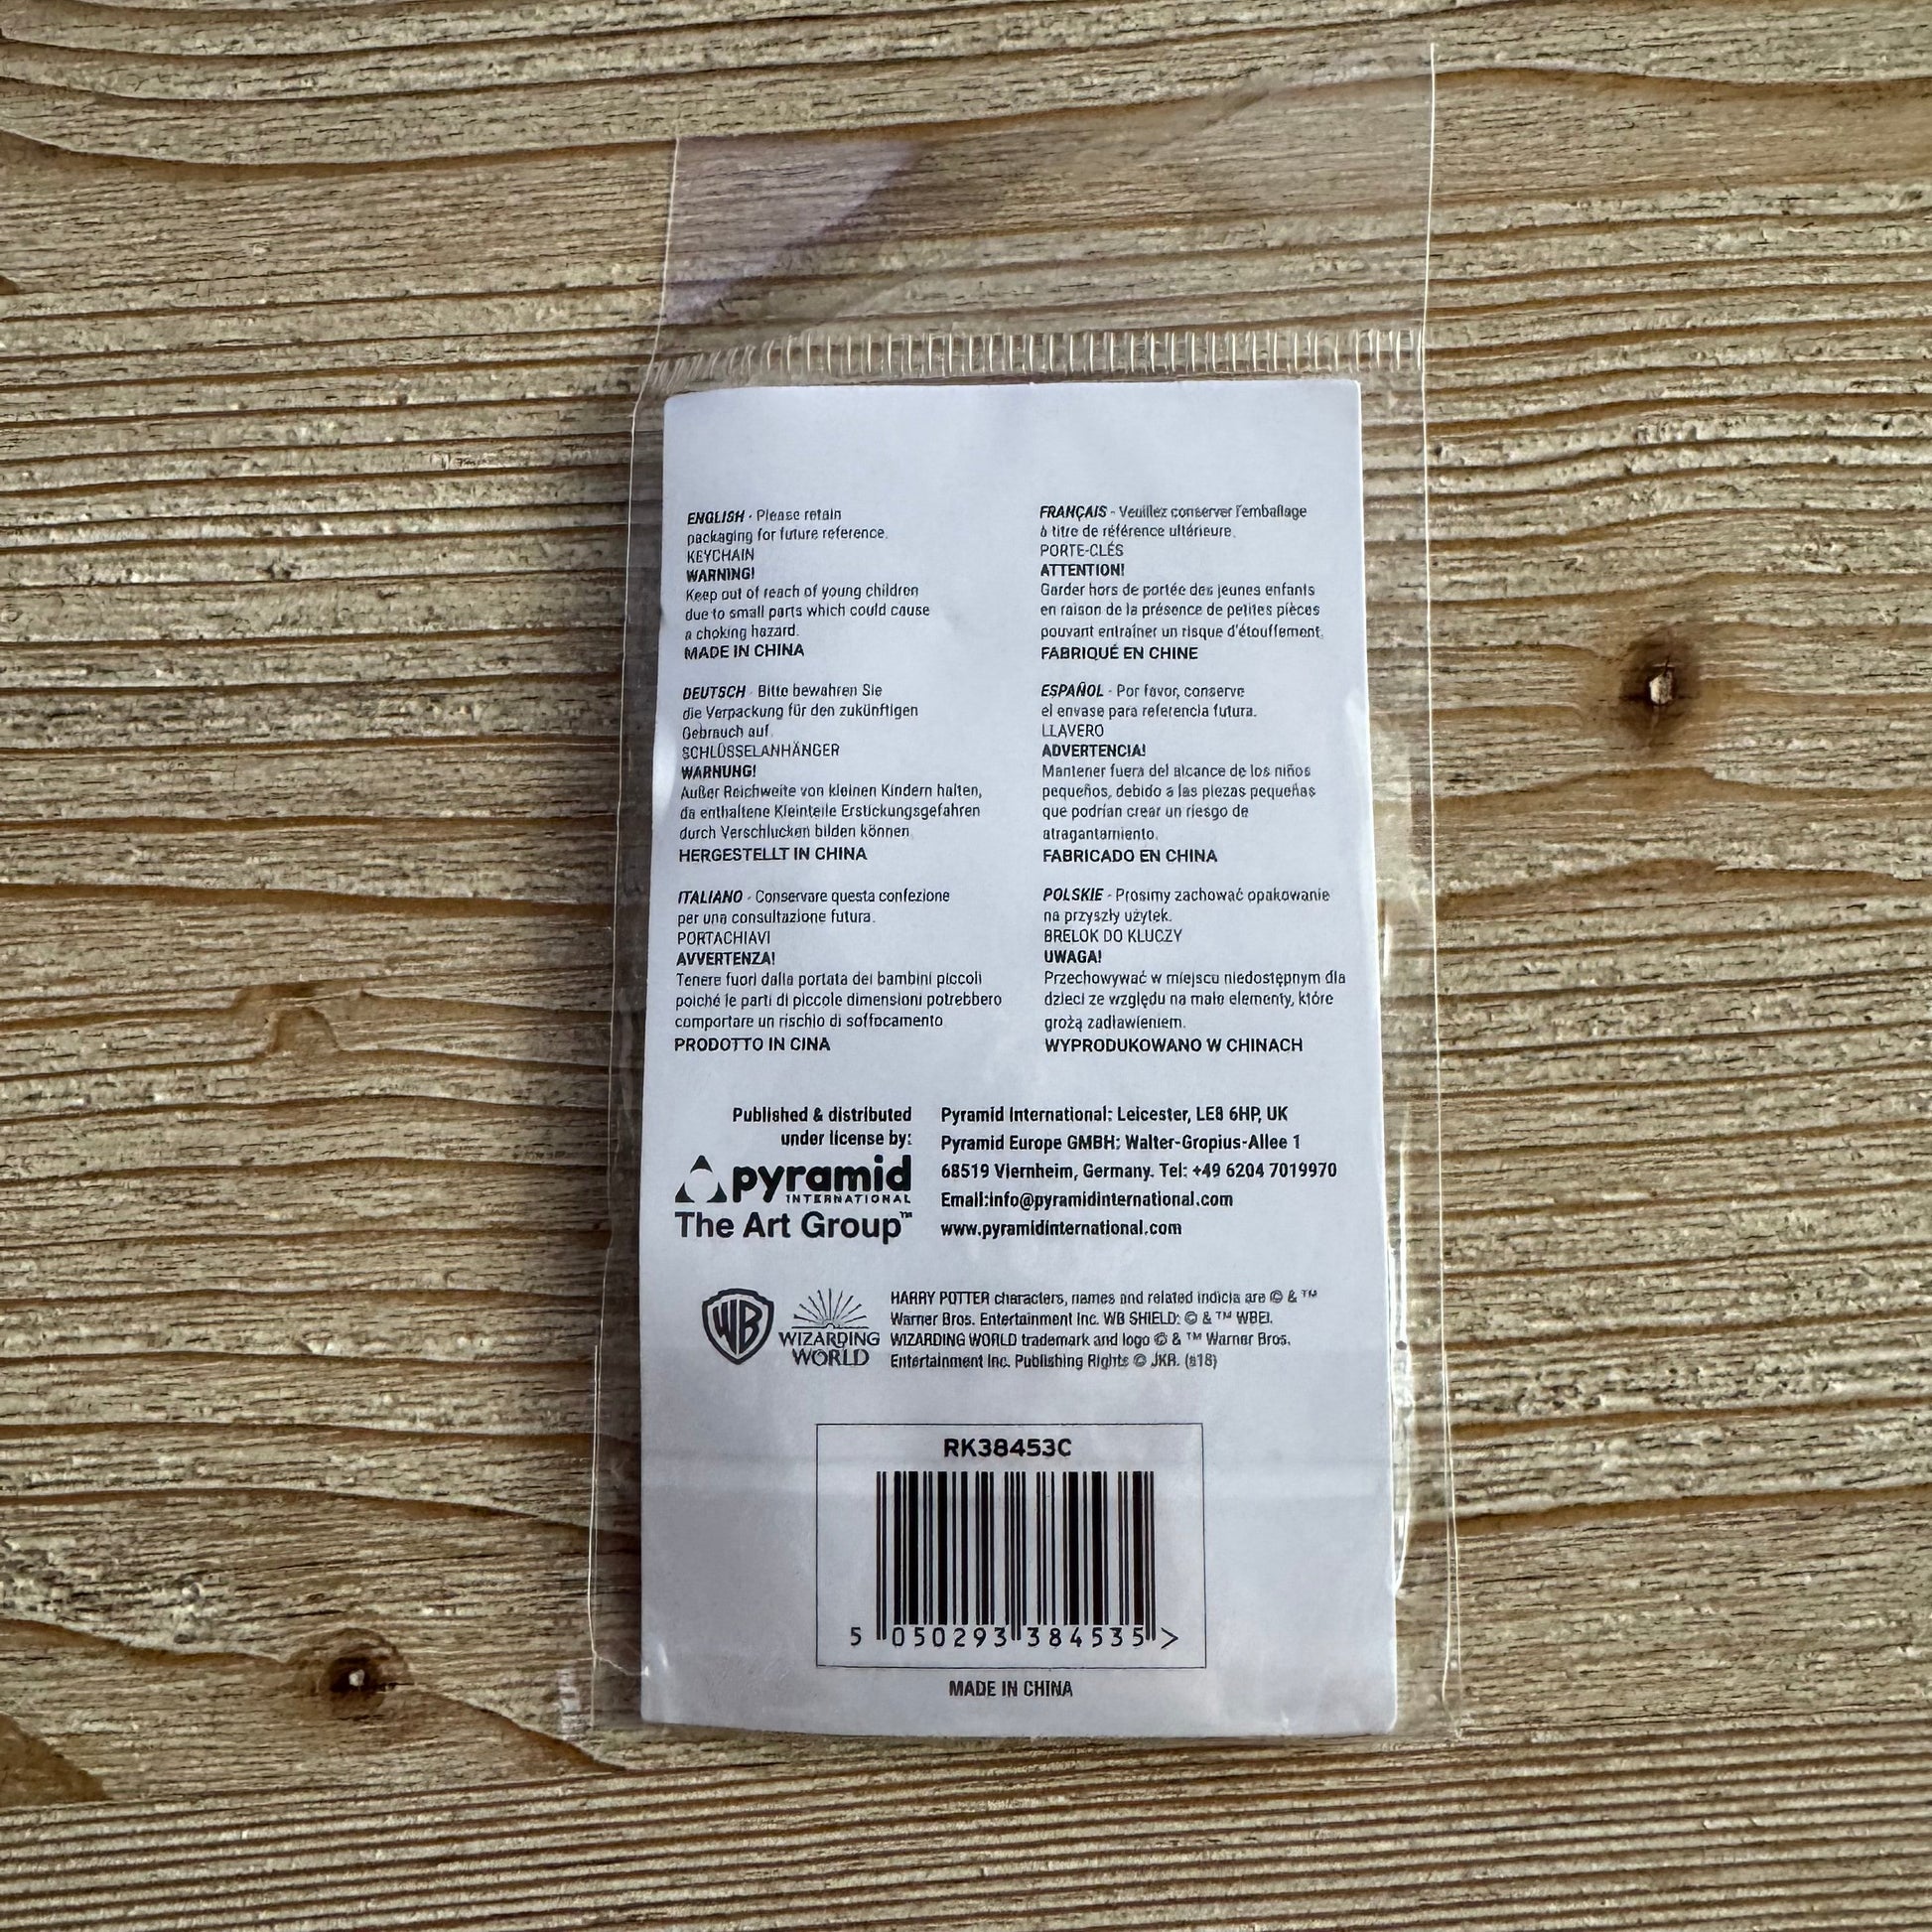 ENGLISH - Please retain
packaging for future reference.
KEYCHAIN
WARNING!
Keep out of reach of young children
due to small parts which could cause
a choking hazard.
MADE IN CHINA
FRANÇAIS - Veuillez conserver l'emballage
à titre de référence ultérieure.
PORTE-CLÉS
ATTENTION!
Garder hors de portée des jeunes enfants
en raison de la présence de petites pièces
pouvant entraîner un risque d'étouffement.
FABRIQUÉ EN CHINE
DEUTSCH - Bitte bewahren Sie
die Verpackung für den zukünftigen
Gebrauch auf.
SCHLÜSSELANHÄNGER
WARNUNG!
Außer Reichweite von kleinen Kindern halten,
da enthaltene Kleinteile Erstickungsgefahren
durch Verschlucken bilden können.
HERGESTELLT IN CHINA
ESPAÑOL - Por favor, conserve
el envase para referencia futura.
LLAVERO
ADVERTENCIA!
Mantener fuera del alcance de los niños
pequeños, debido a las piezas pequeñas
que podrían crear un riesgo de
atragantamiento.
FABRICADO EN CHINA
ITALIANO - Conservare questa confezione
per una consultazione futura.
PORTACHIAVI
AVVERTENZA!
Tenere fuori dalla portata dei bambini piccoli
poiché le parti di piccole dimensioni potrebbero
comportare un rischio di soffocamento
PRODOTTO IN CINA
POLSKIE - Prosimy zachować opakowanie
na przyszły użytek.
BRELOK DO KLUCZY
UWAGA!
Przechowywać w miejscu niedostępnym dla
dzieci ze względu na małe elementy, które
grożą zadławieniem.
WYPRODUKOWANO W CHINACH
Published & distributed
under license by:
pyramid
INTERNATIONAL
The Art Group™
Pyramid International: Leicester, LE8 6HP, UK
Pyramid Europe GMBH: Walter-Gropius-Allee 1
68519 Viernheim, Germany. Tel: +49 6204 7019970
Email:info@pyramidinternational.com
www.pyramidinternational.com
WB
WIZARDING
WORLD
HARRY POTTER characters, names and related indicia are © & ™
Warner Bros. Entertainment Inc. WB SHIELD: © & ™ WBEI.
WIZARDING WORLD trademark and logo © & ™ Warner Bros.
Entertainment Inc. Publishing Rights © JKR. (s18)
RK38453C
5 050293 384535 >
MADE IN CHINA